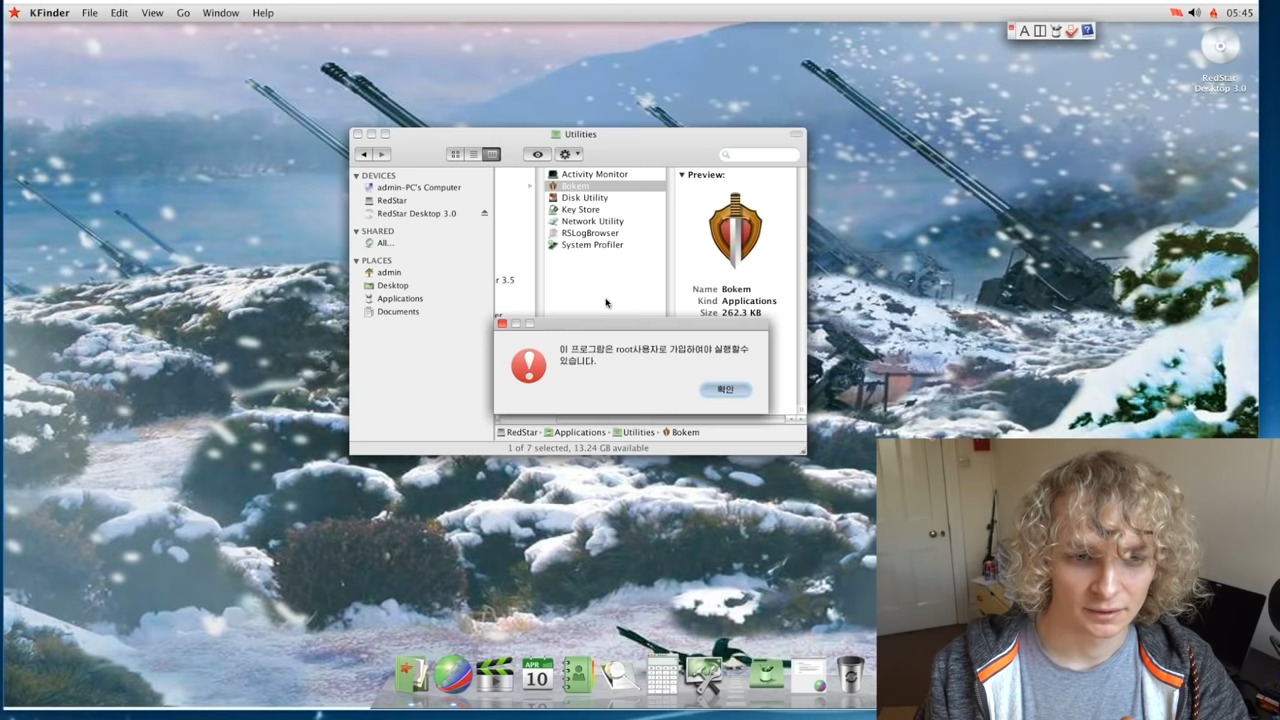 KFinder File Edit View Go Window Help
05:45
A
?
RedStar
Desktop 3.0
Utilities
DEVICES
admin-PC's Computer
RedStar
RedStar Desktop 3.0
SHARED
All...
PLACES
admin
Desktop
Applications
Documents
r 3.5
Activity Monitor
Bokem
Disk Utility
Key Store
Network Utility
RSLogBrowser
System Profiler
Preview:
Name Bokem
Kind Applications
Size 262.3 KB
이 프로그람은 root사용자로 가입하여야 실행할수
있습니다.
확인
RedStar Applications Utilities Bokem
1 of 7 selected, 13.24 GB available
APR
10